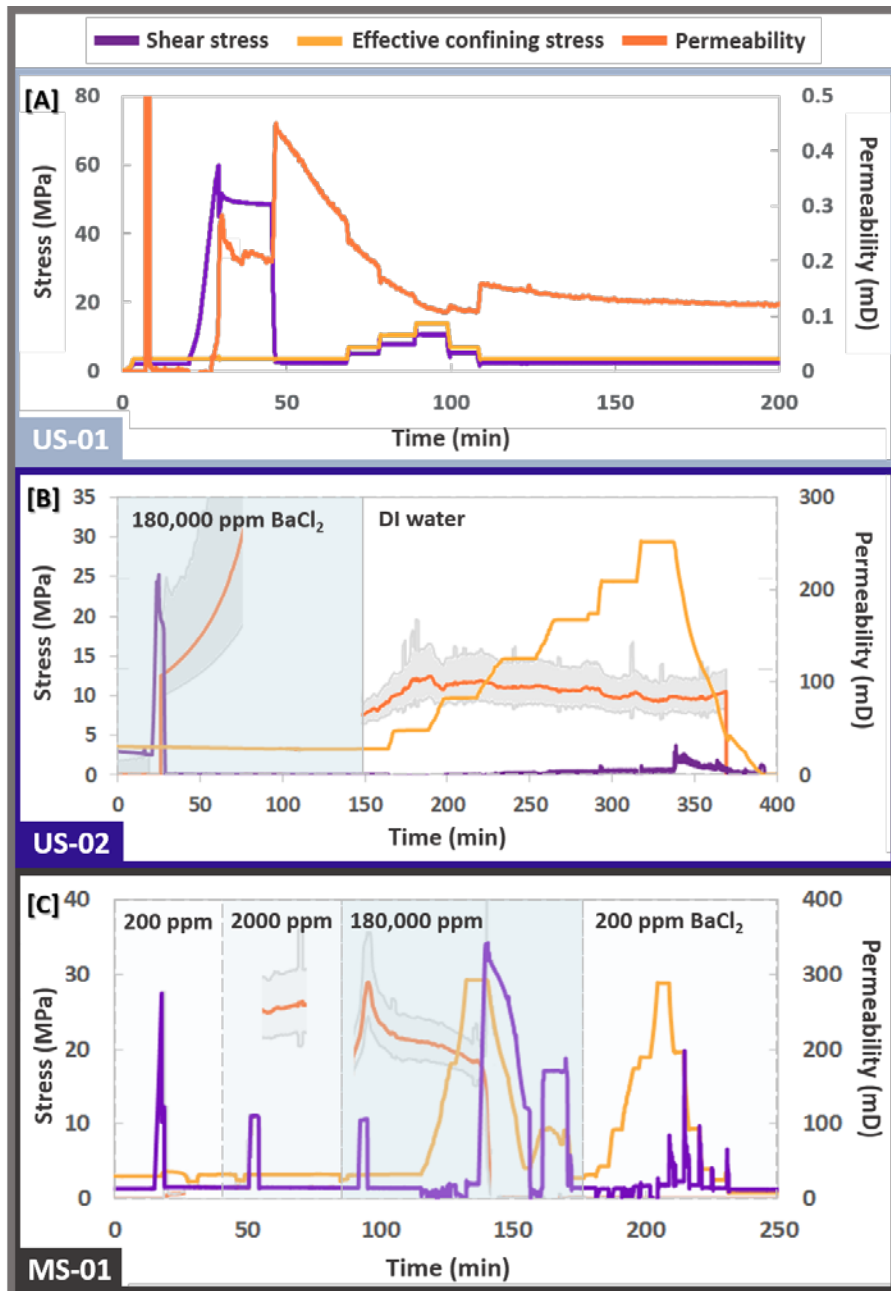 Shear stress Effective confining stress Permeability
[A]
80 0.5
60 0.4
40 0.3
0.2
20 0.1
0 0
Stress (MPa)
Permeability (mD)
0 50 100 150 200
Time (min)
US-01
[B]
180,000 ppm BaCl₂ DI water
35 300
30
25 200
20
15
10 100
5
0 0
Stress (MPa)
Permeability (mD)
0 50 100 150 200 250 300 350 400
Time (min)
US-02
[C]
200 ppm 2000 ppm 180,000 ppm 200 ppm BaCl₂
40 400
30 300
20 200
10 100
0 0
Stress (MPa)
Permeability (mD)
0 50 100 150 200 250
Time (min)
MS-01